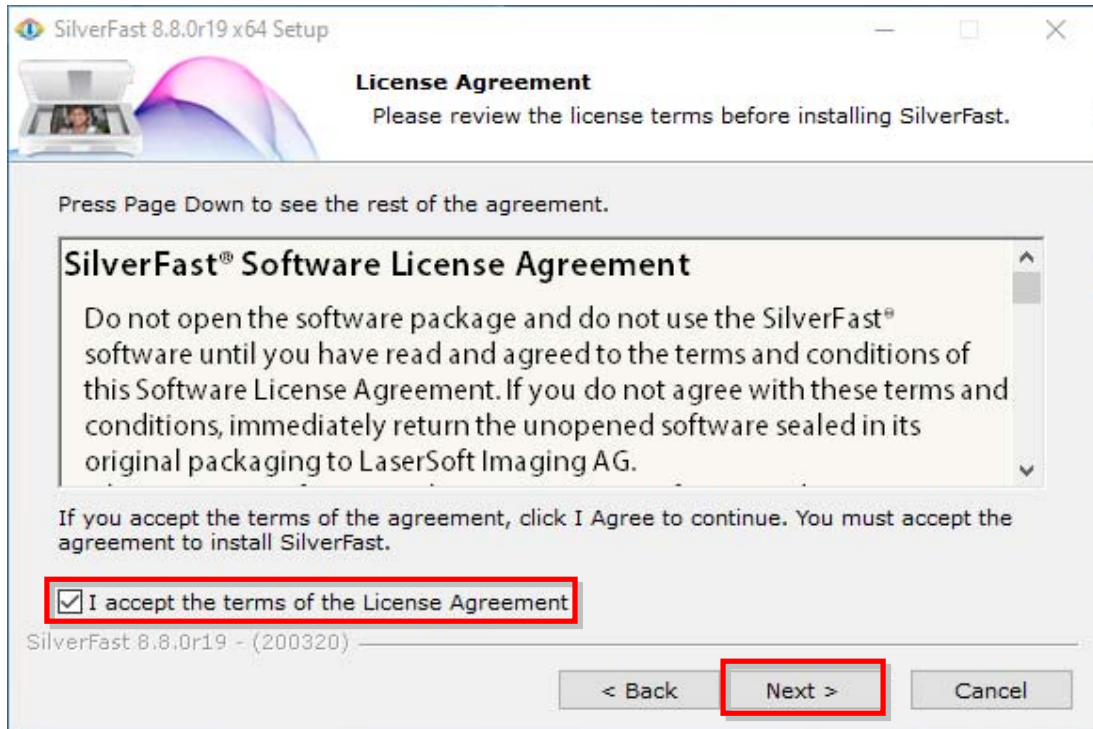 SilverFast 8.8.0r19 x64 Setup
License Agreement
Please review the license terms before installing SilverFast.
Press Page Down to see the rest of the agreement.
SilverFast® Software License Agreement
Do not open the software package and do not use the SilverFast®
software until you have read and agreed to the terms and conditions of
this Software License Agreement. If you do not agree with these terms and
conditions, immediately return the unopened software sealed in its
original packaging to LaserSoft Imaging AG.
If you accept the terms of the agreement, click I Agree to continue. You must accept the
agreement to install SilverFast.
I accept the terms of the License Agreement
SilverFast 8.8.0r19 - (200320)
< Back Next > Cancel